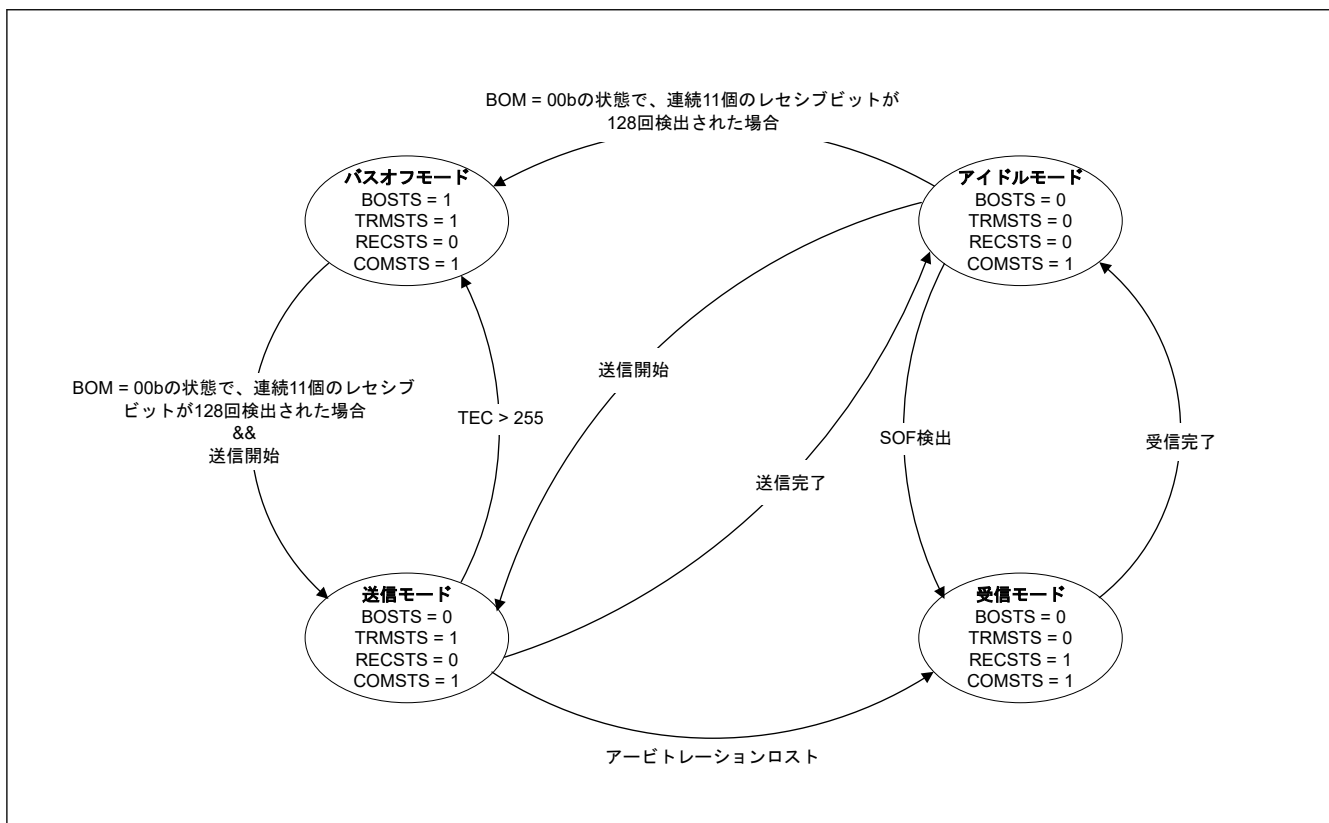 BOM = 00bの状態で、連続11個のレセシブビットが
128回検出された場合
バスオフモード
BOSTS = 1
TRMSTS = 1
RECSTS = 0
COMSTS = 1
アイドルモード
BOSTS = 0
TRMSTS = 0
RECSTS = 0
COMSTS = 1
BOM = 00bの状態で、連続11個のレセシブ
ビットが128回検出された場合
&&
送信開始
TEC > 255
送信開始
送信完了
SOF検出
受信完了
送信モード
BOSTS = 0
TRMSTS = 1
RECSTS = 0
COMSTS = 1
受信モード
BOSTS = 0
TRMSTS = 0
RECSTS = 1
COMSTS = 1
アービトレーションロスト